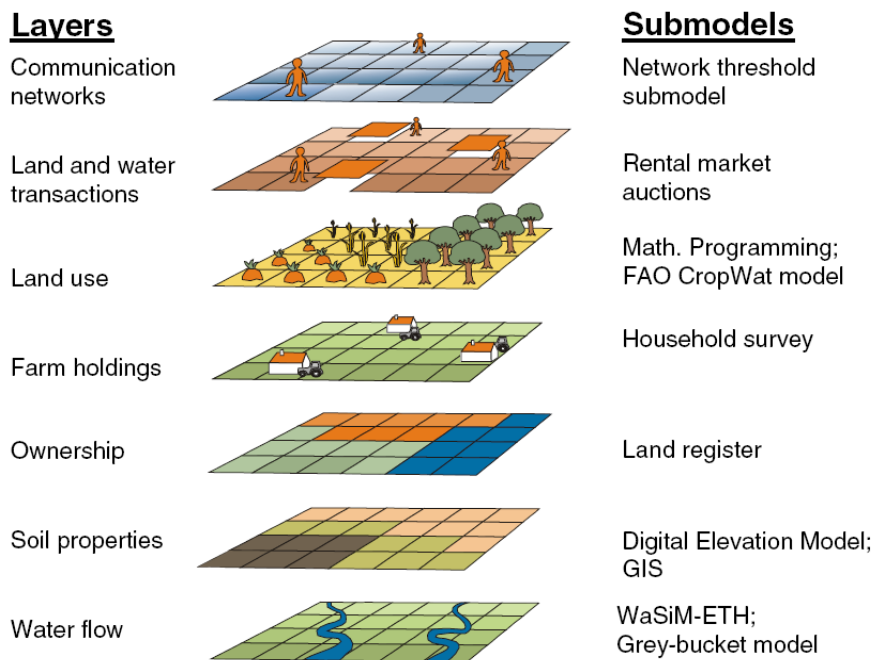 Layers
Submodels
Communication
networks
Network threshold
submodel
Land and water
transactions
Rental market
auctions
Land use
Math. Programming;
FAO CropWat model
Farm holdings
Household survey
Ownership
Land register
Soil properties
Digital Elevation Model;
GIS
Water flow
WaSiM-ETH;
Grey-bucket model